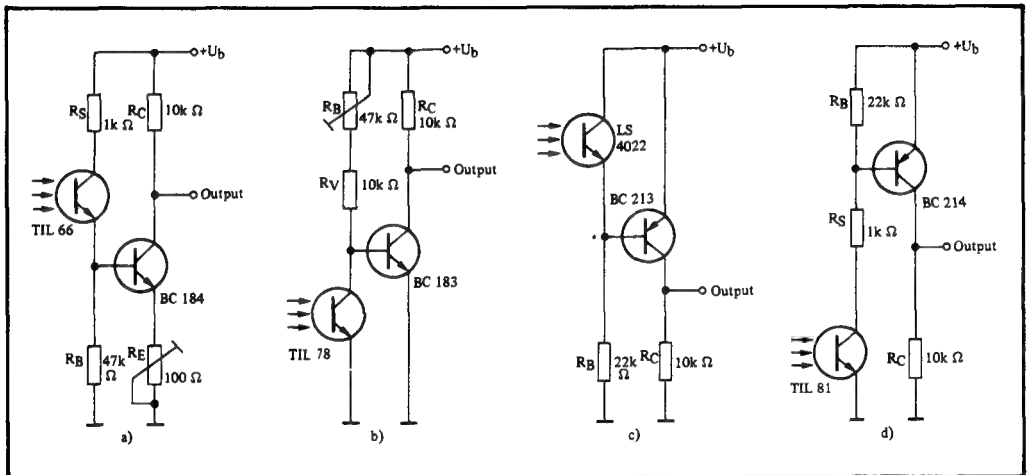 +Ub
RS
1k Ω
RC
10k Ω
Output
TIL 66
BC 184
RB
47k
Ω
RE
100 Ω
a)
+Ub
RB
47k Ω
RC
10k Ω
RV
10k Ω
Output
BC 183
TIL 78
b)
+Ub
LS
4022
BC 213
Output
RB
22k
Ω
RC
10k Ω
c)
+Ub
RB
22k Ω
BC 214
RS
1k Ω
Output
TIL 81
RC
10k Ω
d)